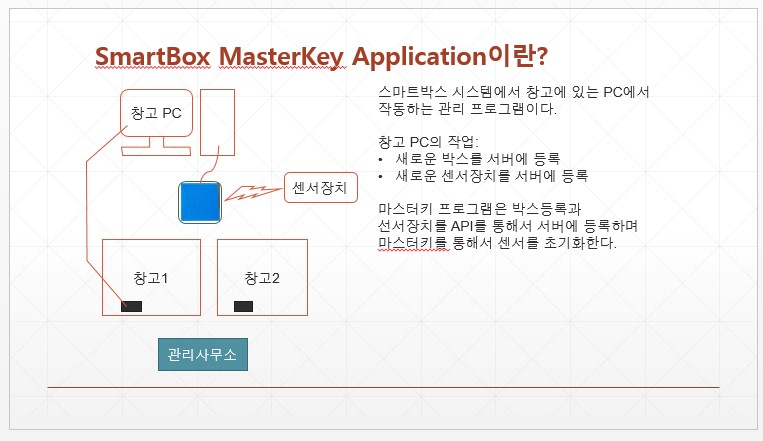 SmartBox MasterKey Application이란?
창고 PC
센서장치
창고1
창고2
관리사무소
스마트박스 시스템에서 창고에 있는 PC에서
작동하는 관리 프로그램이다.
창고 PC의 작업:
• 새로운 박스를 서버에 등록
• 새로운 센서장치를 서버에 등록
마스터키 프로그램은 박스등록과
선서장치를 API를 통해서 서버에 등록하며
마스터키를 통해서 센서를 초기화한다.